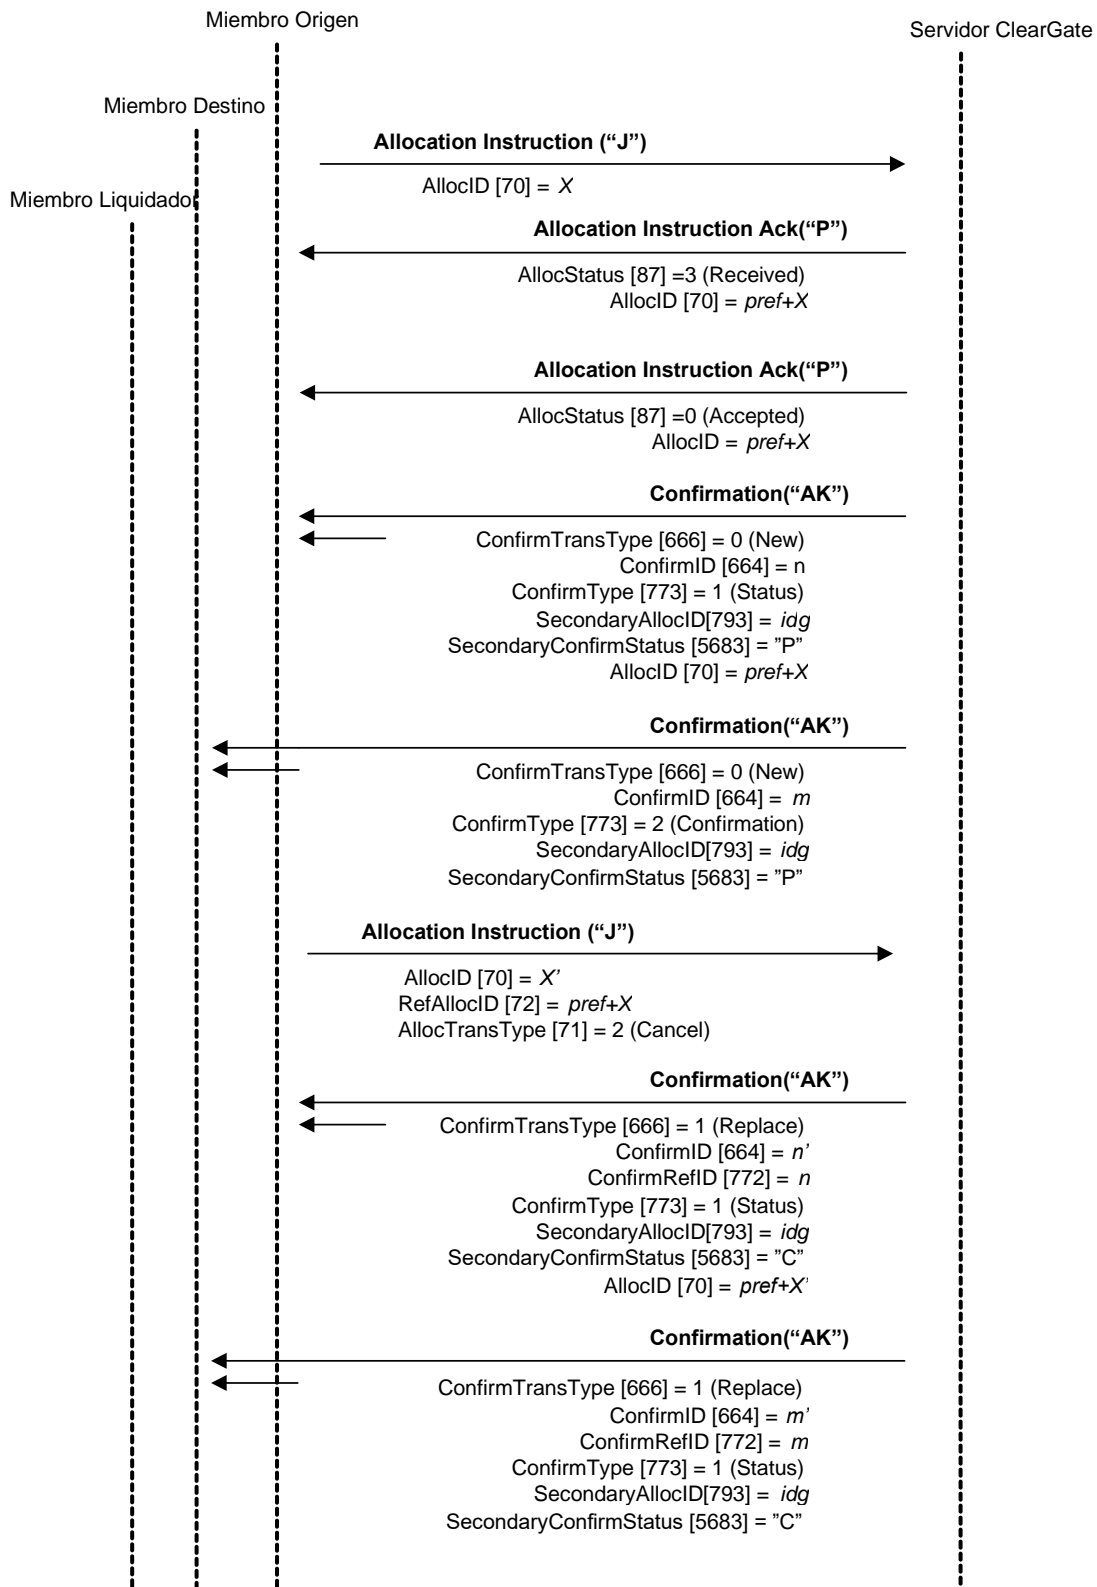 Miembro Origen
Servidor ClearGate
Miembro Destino
Allocation Instruction (“J”)
AllocID [70] = X
Miembro Liquidador
Allocation Instruction Ack(“P”)
AllocStatus [87] =3 (Received)
AllocID [70] = pref+X
Allocation Instruction Ack(“P”)
AllocStatus [87] =0 (Accepted)
AllocID = pref+X
Confirmation(“AK”)
ConfirmTransType [666] = 0 (New)
ConfirmID [664] = n
ConfirmType [773] = 1 (Status)
SecondaryAllocID[793] = idg
SecondaryConfirmStatus [5683] = ”P”
AllocID [70] = pref+X
Confirmation(“AK”)
ConfirmTransType [666] = 0 (New)
ConfirmID [664] = m
ConfirmType [773] = 2 (Confirmation)
SecondaryAllocID[793] = idg
SecondaryConfirmStatus [5683] = ”P”
Allocation Instruction (“J”)
AllocID [70] = X’
RefAllocID [72] = pref+X
AllocTransType [71] = 2 (Cancel)
Confirmation(“AK”)
ConfirmTransType [666] = 1 (Replace)
ConfirmID [664] = n’
ConfirmRefID [772] = n
ConfirmType [773] = 1 (Status)
SecondaryAllocID[793] = idg
SecondaryConfirmStatus [5683] = ”C”
AllocID [70] = pref+X’
Confirmation(“AK”)
ConfirmTransType [666] = 1 (Replace)
ConfirmID [664] = m’
ConfirmRefID [772] = m
ConfirmType [773] = 1 (Status)
SecondaryAllocID[793] = idg
SecondaryConfirmStatus [5683] = ”C”